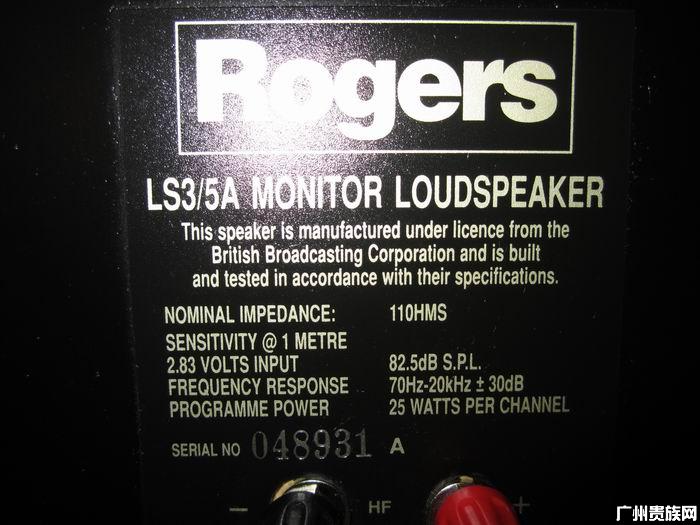 Rogers
LS3/5A MONITOR LOUDSPEAKER
This speaker is manufactured under licence from the
British Broadcasting Corporation and is built
and tested in accordance with their specifications.
NOMINAL IMPEDANCE: 110HMS
SENSITIVITY @ 1 METRE
2.83 VOLTS INPUT 82.5dB S.P.L.
FREQUENCY RESPONSE 70Hz-20kHz ± 30dB
PROGRAMME POWER 25 WATTS PER CHANNEL
SERIAL NO 048931 A
− HF +
广州贵族网